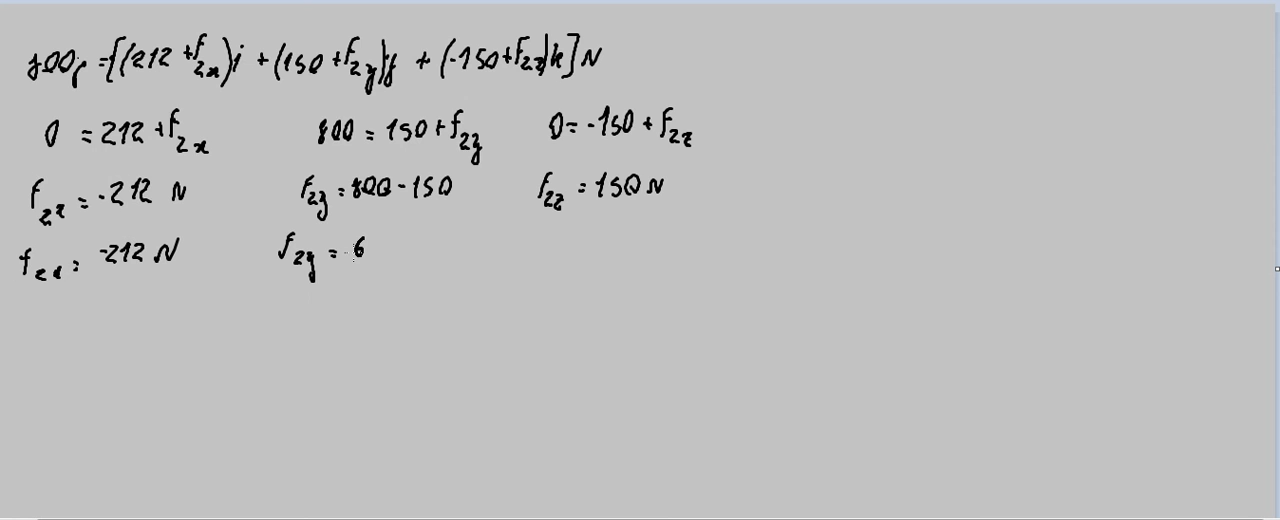 800j = [(212 + F2x)i + (150 + F2y)j + (-150 + F2z)k] N
0 = 212 + F2x 800 = 150 + F2y 0 = -150 + F2z
F2x = -212 N F2y = 800 - 150 F2z = 150 N
F2x = -212 N F2y = 6